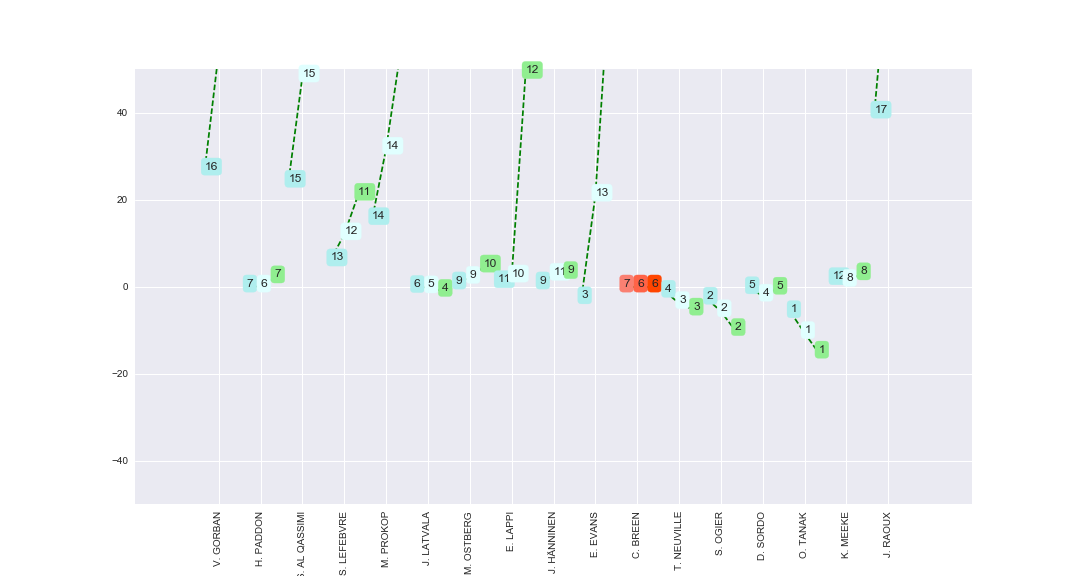 12
15
17
40
14
16
15
20
11
13
14
12
13
7 6 7
6 5 4
9 9 10
11 10
9 11 9
3
7 6 6
4 3 3
2 2 2
5 4 5
1 1 1
12 8 8
0
−20
−40
V. GORBAN
H. PADDON
S. AL QASSIMI
S. LEFEBVRE
M. PROKOP
J. LATVALA
M. OSTBERG
E. LAPPI
J. HÄNNINEN
E. EVANS
C. BREEN
T. NEUVILLE
S. OGIER
D. SORDO
O. TANAK
K. MEEKE
J. RAOUX